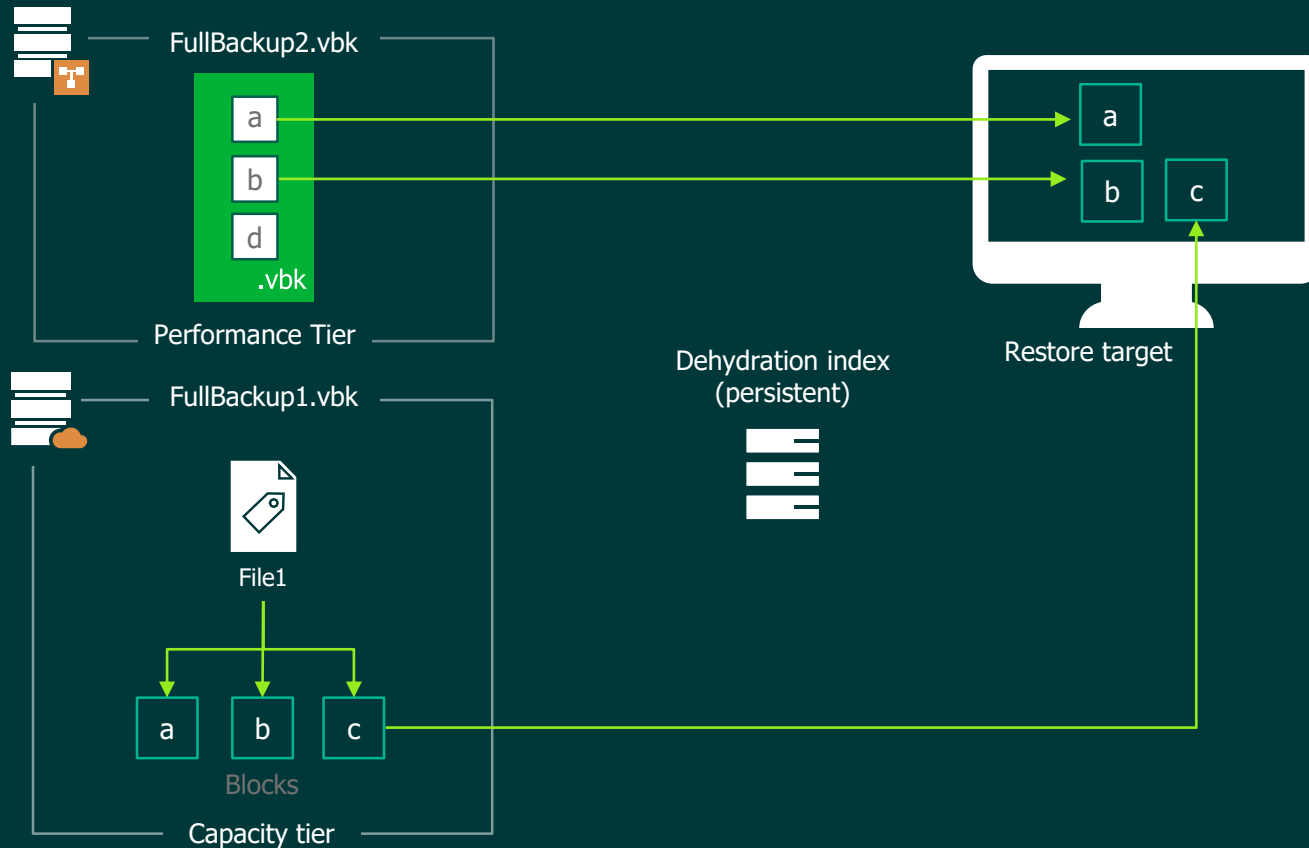 FullBackup2.vbk
a
b
d
.vbk
Performance Tier
a
b
c
Restore target
Dehydration index
(persistent)
FullBackup1.vbk
File1
a
b
c
Blocks
Capacity tier